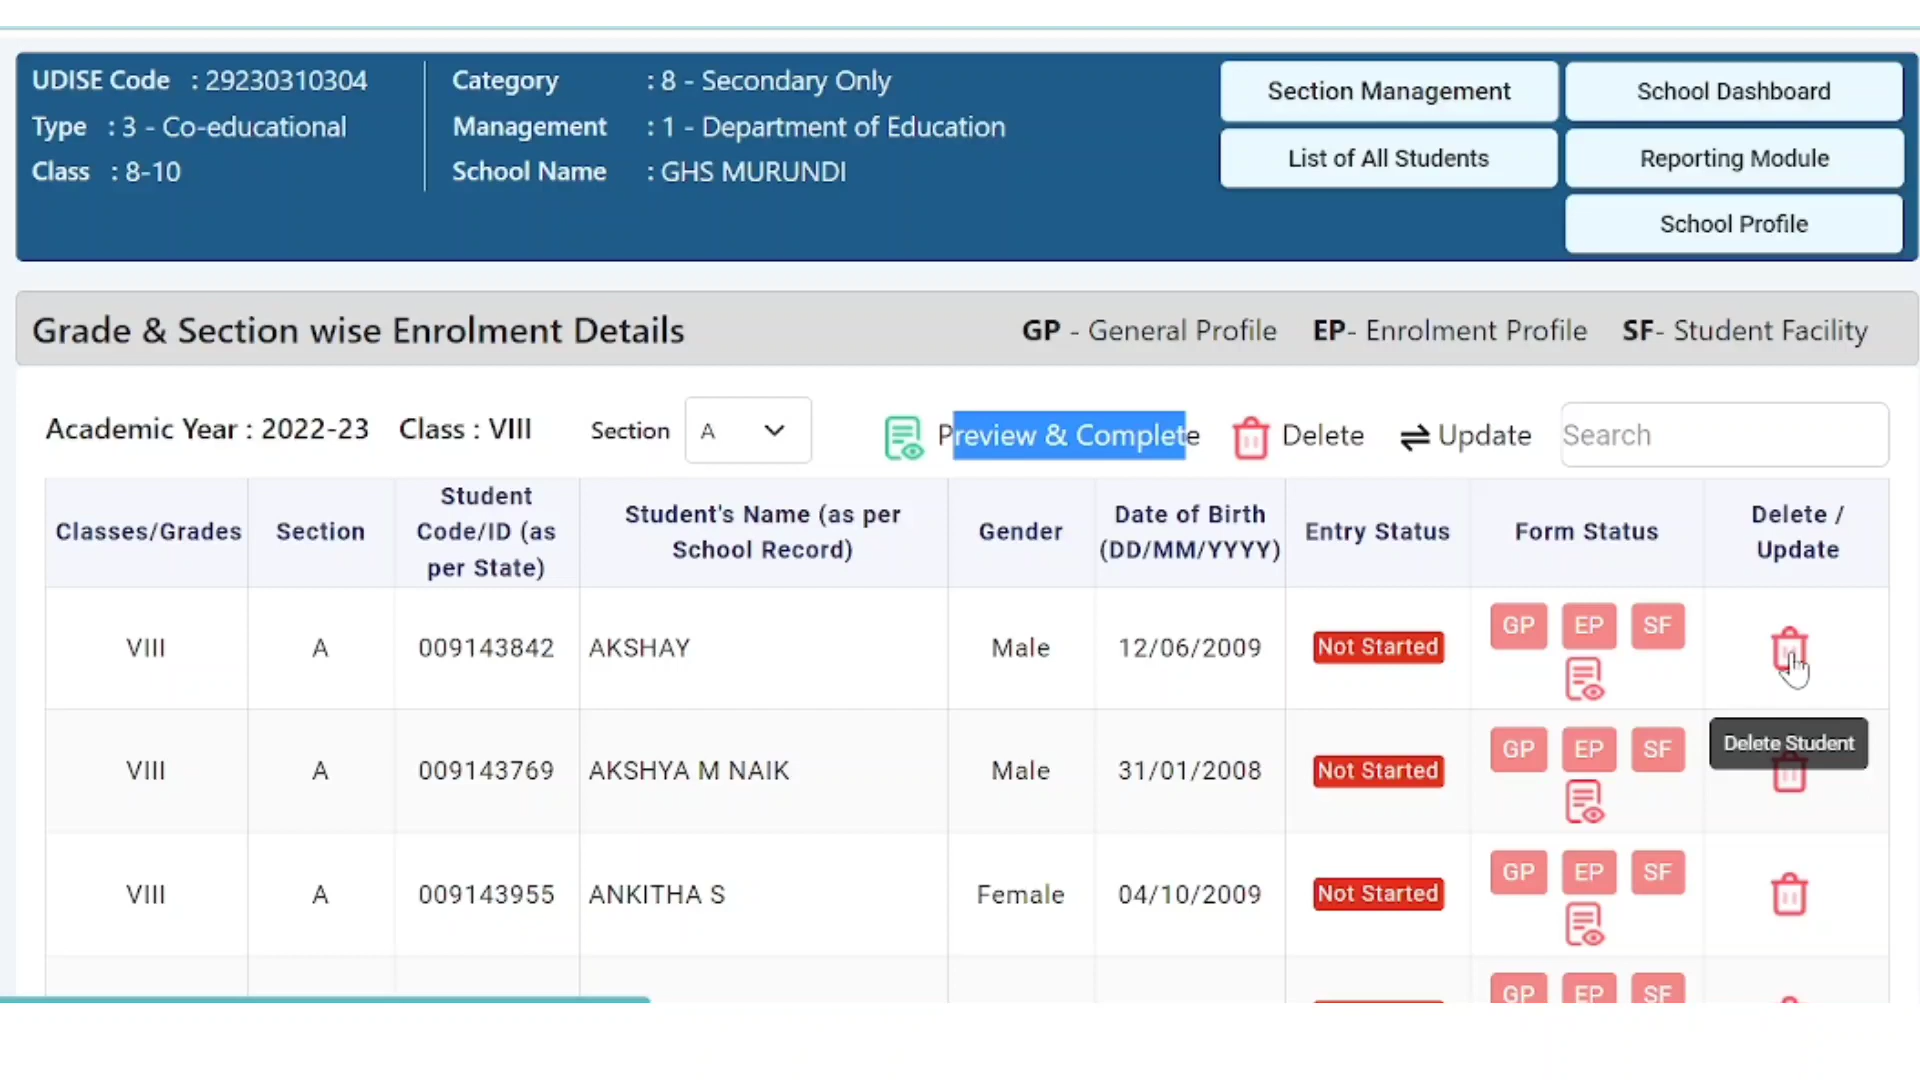 UDISE Code : 29230310304
Type : 3 - Co-educational
Class : 8-10
Category : 8 - Secondary Only
Management : 1 - Department of Education
School Name : GHS MURUNDI
Section Management
School Dashboard
List of All Students
Reporting Module
School Profile
Grade & Section wise Enrolment Details
GP - General Profile EP- Enrolment Profile SF- Student Facility
Academic Year : 2022-23 Class : VIII Section A Preview & Complete Delete Update Search
Classes/Grades
Section
Student
Code/ID (as
per State)
Student's Name (as per
School Record)
Gender
Date of Birth
(DD/MM/YYYY)
Entry Status
Form Status
Delete /
Update
VIII A 009143842 AKSHAY Male 12/06/2009 Not Started GP EP SF
Delete Student
VIII A 009143769 AKSHYA M NAIK Male 31/01/2008 Not Started GP EP SF
VIII A 009143955 ANKITHA S Female 04/10/2009 Not Started GP EP SF
GP EP SF